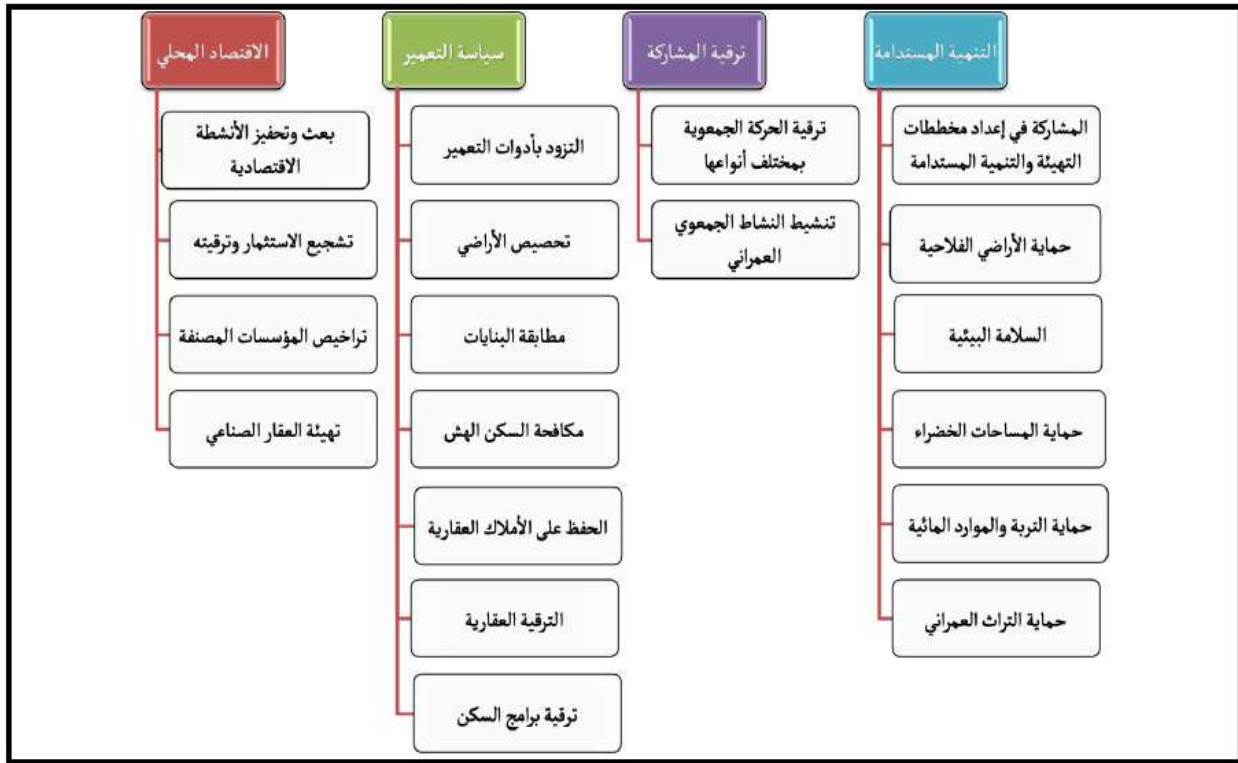 التنمية المستدامة
المشاركة في إعداد مخططات
التهيئة والتنمية المستدامة
حماية الأراضي الفلاحية
السلامة البيئية
حماية المساحات الخضراء
حماية التربة والموارد المائية
حماية التراث العمراني
ترقية المشاركة
ترقية الحركة الجمعوية
بمختلف أنواعها
تنشيط النشاط الجمعوي
العمراني
سياسة التعمير
التزود بأدوات التعمير
تحصيص الأراضي
مطابقة البنايات
مكافحة السكن الهش
الحفظ على الأملاك العقارية
الترقية العقارية
ترقية برامج السكن
الاقتصاد المحلي
بعث وتحفيز الأنشطة
الاقتصادية
تشجيع الاستثمار وترقيته
تراخيص المؤسسات المصنفة
تهيئة العقار الصناعي